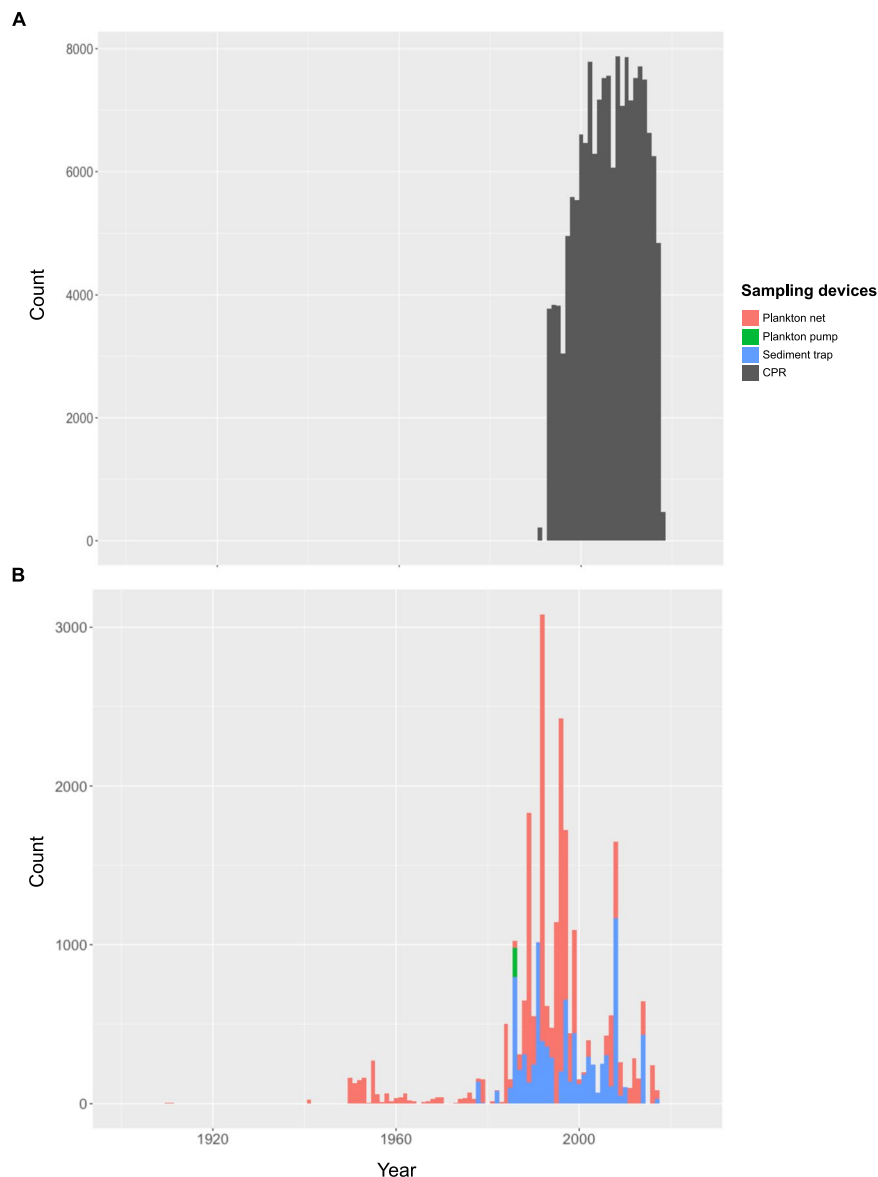 A
8000
6000
4000
2000
0
Count
Sampling devices
Plankton net
Plankton pump
Sediment trap
CPR
B
3000
2000
1000
0
Count
1920
1960
2000
Year